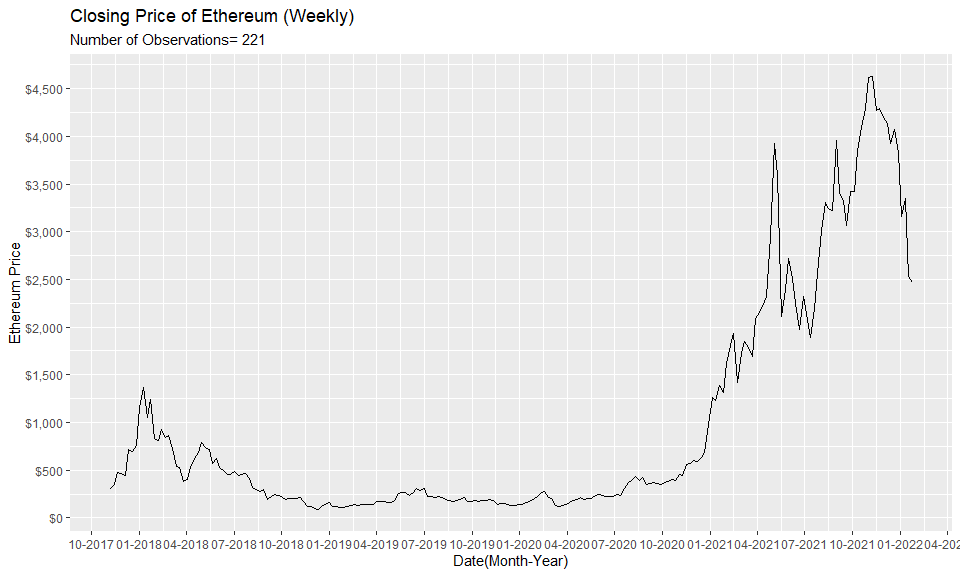 Closing Price of Ethereum (Weekly)
Number of Observations= 221
Ethereum Price
$4,500
$4,000
$3,500
$3,000
$2,500
$2,000
$1,500
$1,000
$500
$0
10-2017 01-2018 04-2018 07-2018 10-2018 01-2019 04-2019 07-2019 10-2019 01-2020 04-2020 07-2020 10-2020 01-2021 04-2021 07-2021 10-2021 01-2022 04-202
Date(Month-Year)